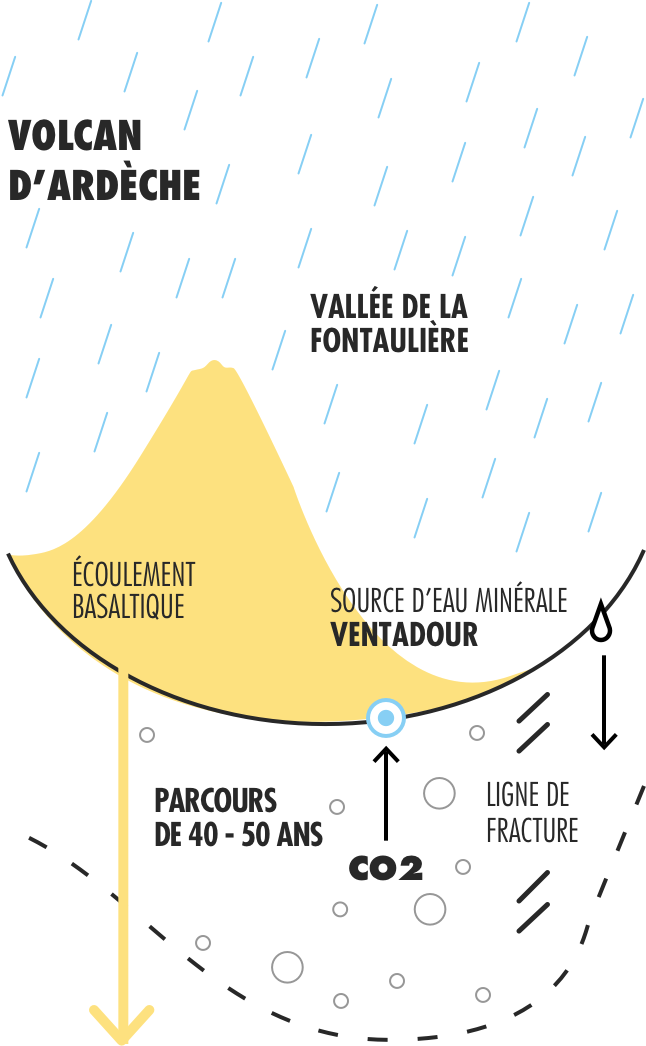 VOLCAN
D'ARDÈCHE
VALLÉE DE LA
FONTAULIÈRE
ÉCOULEMENT
BASALTIQUE
SOURCE D'EAU MINÉRALE
VENTADOUR
PARCOURS
DE 40 - 50 ANS
LIGNE DE
FRACTURE
CO2